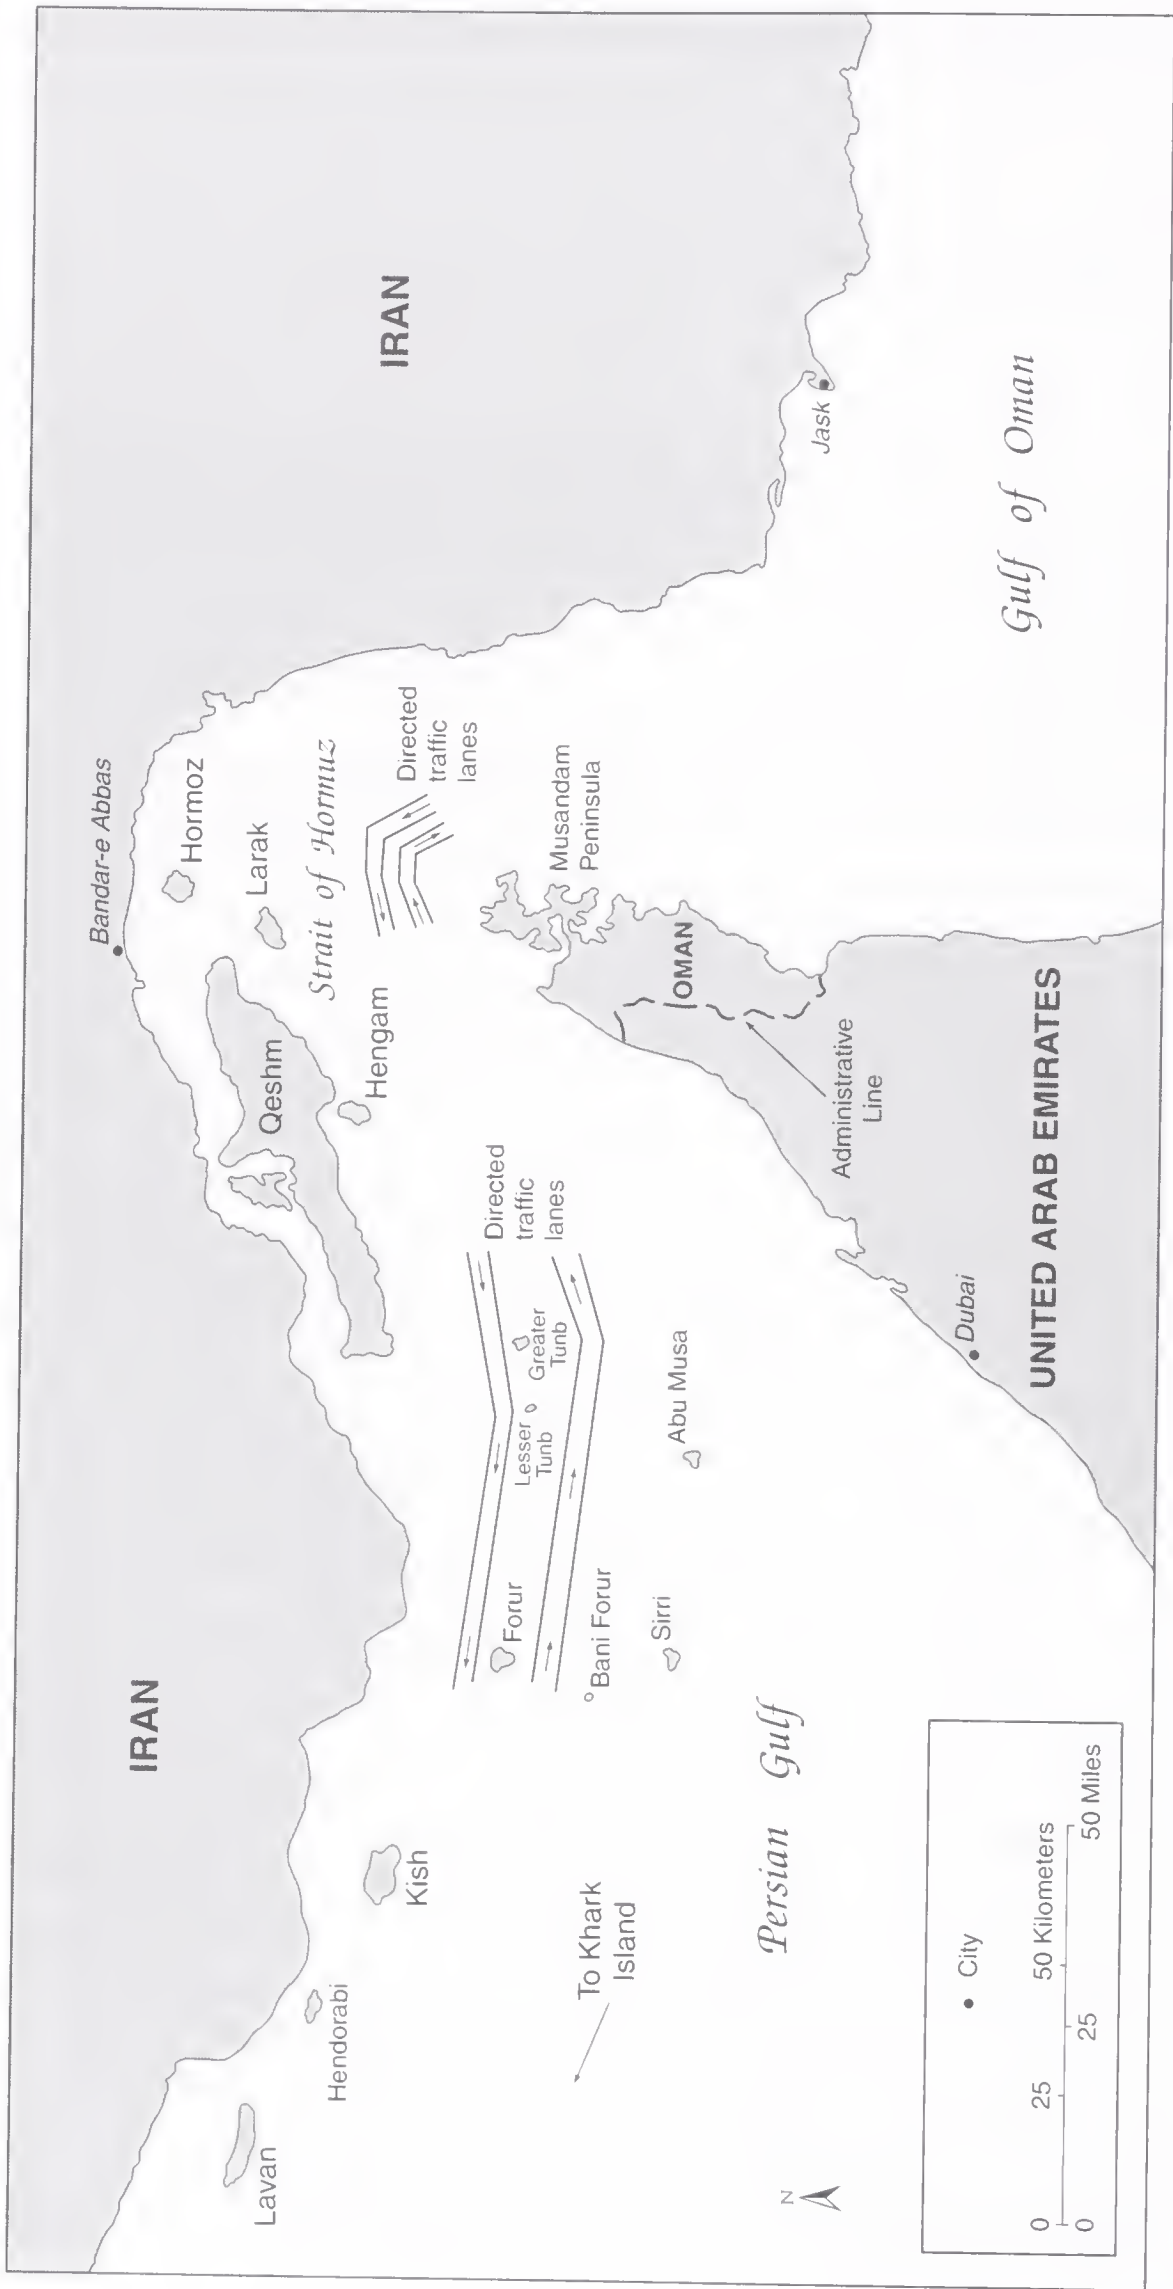 IRAN
IRAN
Bandar-e Abbas
Hormoz
Larak
Qeshm
Strait of Hormuz
Hengam
Directed
traffic
lanes
Musandam
Peninsula
OMAN
Administrative
Line
UNITED ARAB EMIRATES
Dubai
Jask
Gulf of Oman
Directed
traffic
lanes
Greater
Tunb
Lesser
Tunb
Abu Musa
Forur
Bani Forur
Sirri
Lavan
Hendorabi
Kish
To Khark
Island
Persian Gulf
N
City
0 25 50 Kilometers
0 25 50 Miles